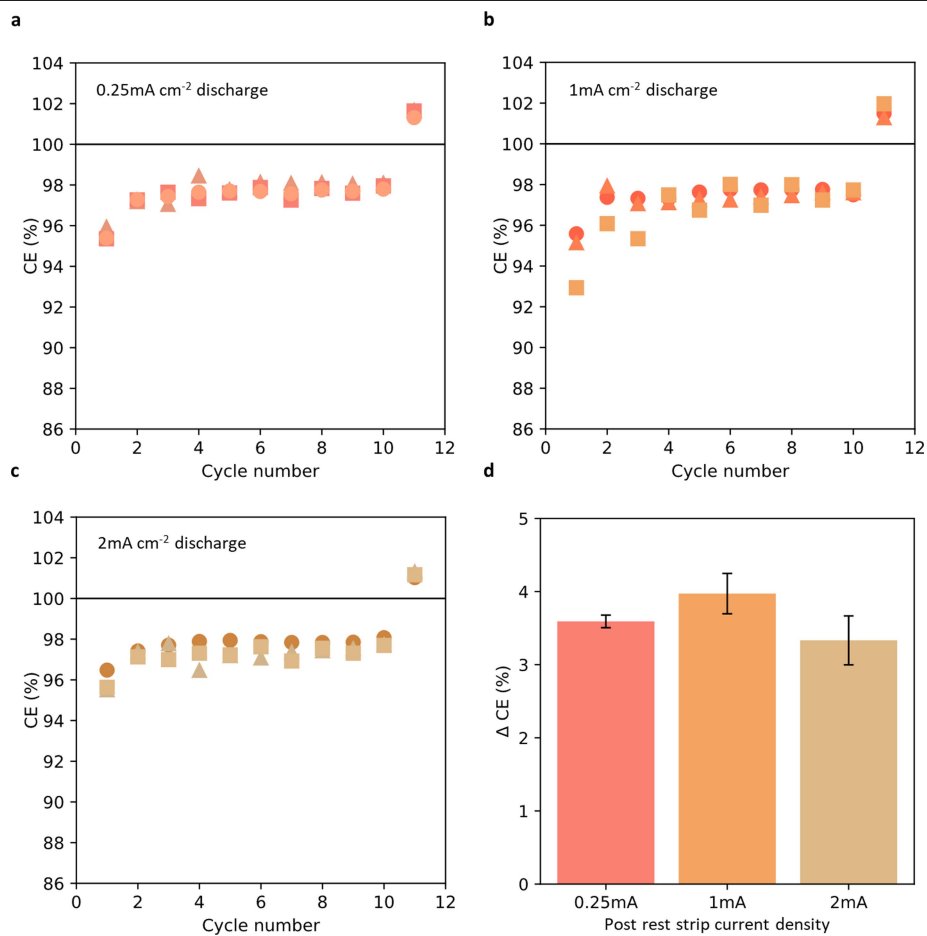 a
104
102
100
98
96
94
92
90
88
86
0 2 4 6 8 10 12
CE (%)
Cycle number
0.25mA cm-2 discharge
b
104
102
100
98
96
94
92
90
88
86
0 2 4 6 8 10 12
CE (%)
Cycle number
1mA cm-2 discharge
c
104
102
100
98
96
94
92
90
88
86
0 2 4 6 8 10 12
CE (%)
Cycle number
2mA cm-2 discharge
d
5
4
3
2
1
0
Δ CE (%)
0.25mA 1mA 2mA
Post rest strip current density